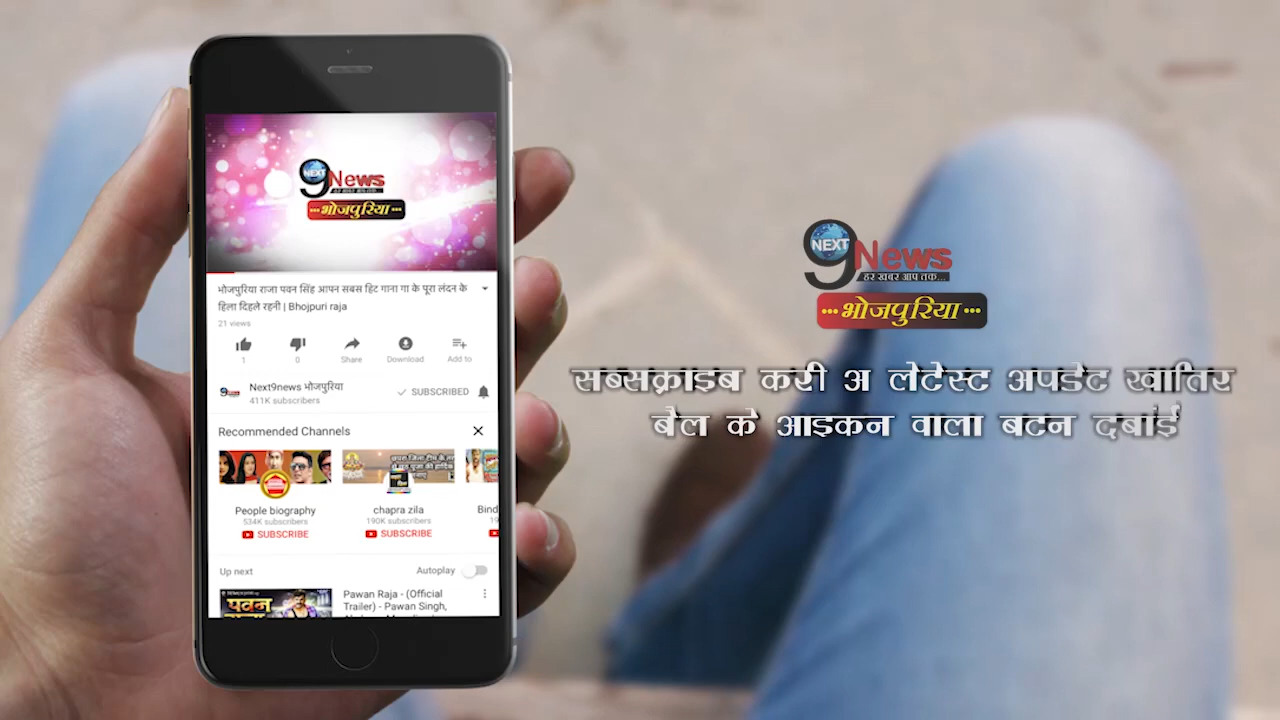 NEXT
9 News
हर खबर आप तक...
भोजपुरिया
भोजपुरिया राजा पवन सिंह आपन सबस हिट गाना गा के पूरा लंदन के
हिला दिहले रहनी | Bhojpuri raja
21 views
1
0
Share
Download
Add to
Next9news भोजपुरिया
411K subscribers
SUBSCRIBED
Recommended Channels
People biography
534K subscribers
SUBSCRIBE
chapra zila
190K subscribers
SUBSCRIBE
Bind
19
Up next
Autoplay
पवन
Pawan Raja - (Official
Trailer) - Pawan Singh,
NEXT
9 News
हर खबर आप तक...
भोजपुरिया
सब्सक्राइब करी अ लेटेस्ट अपडेट खातिर
बैल के आइकन वाला बटन दबाई